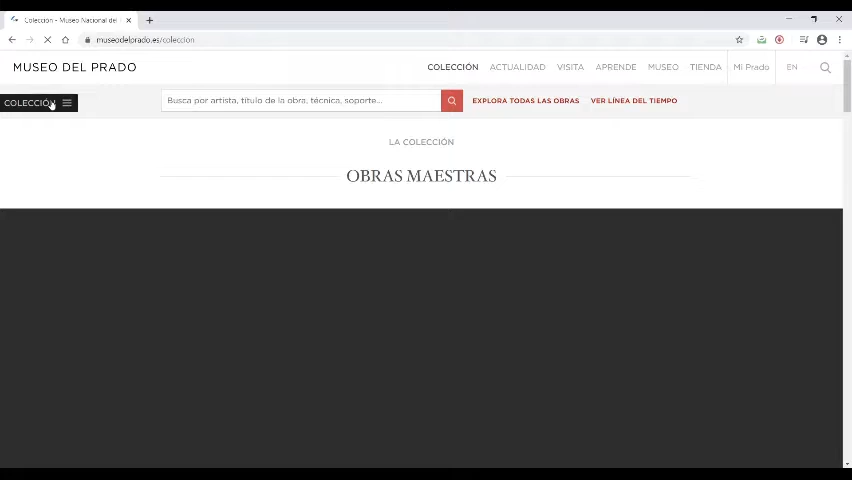 Colección - Museo Nacional del
museodelprado.es/coleccion
MUSEO DEL PRADO
COLECCIÓN ACTUALIDAD VISITA APRENDE MUSEO TIENDA Mi Prado EN
COLECCIÓN
Busca por artista, título de la obra, técnica, soporte...
EXPLORA TODAS LAS OBRAS VER LÍNEA DEL TIEMPO
LA COLECCIÓN
OBRAS MAESTRAS